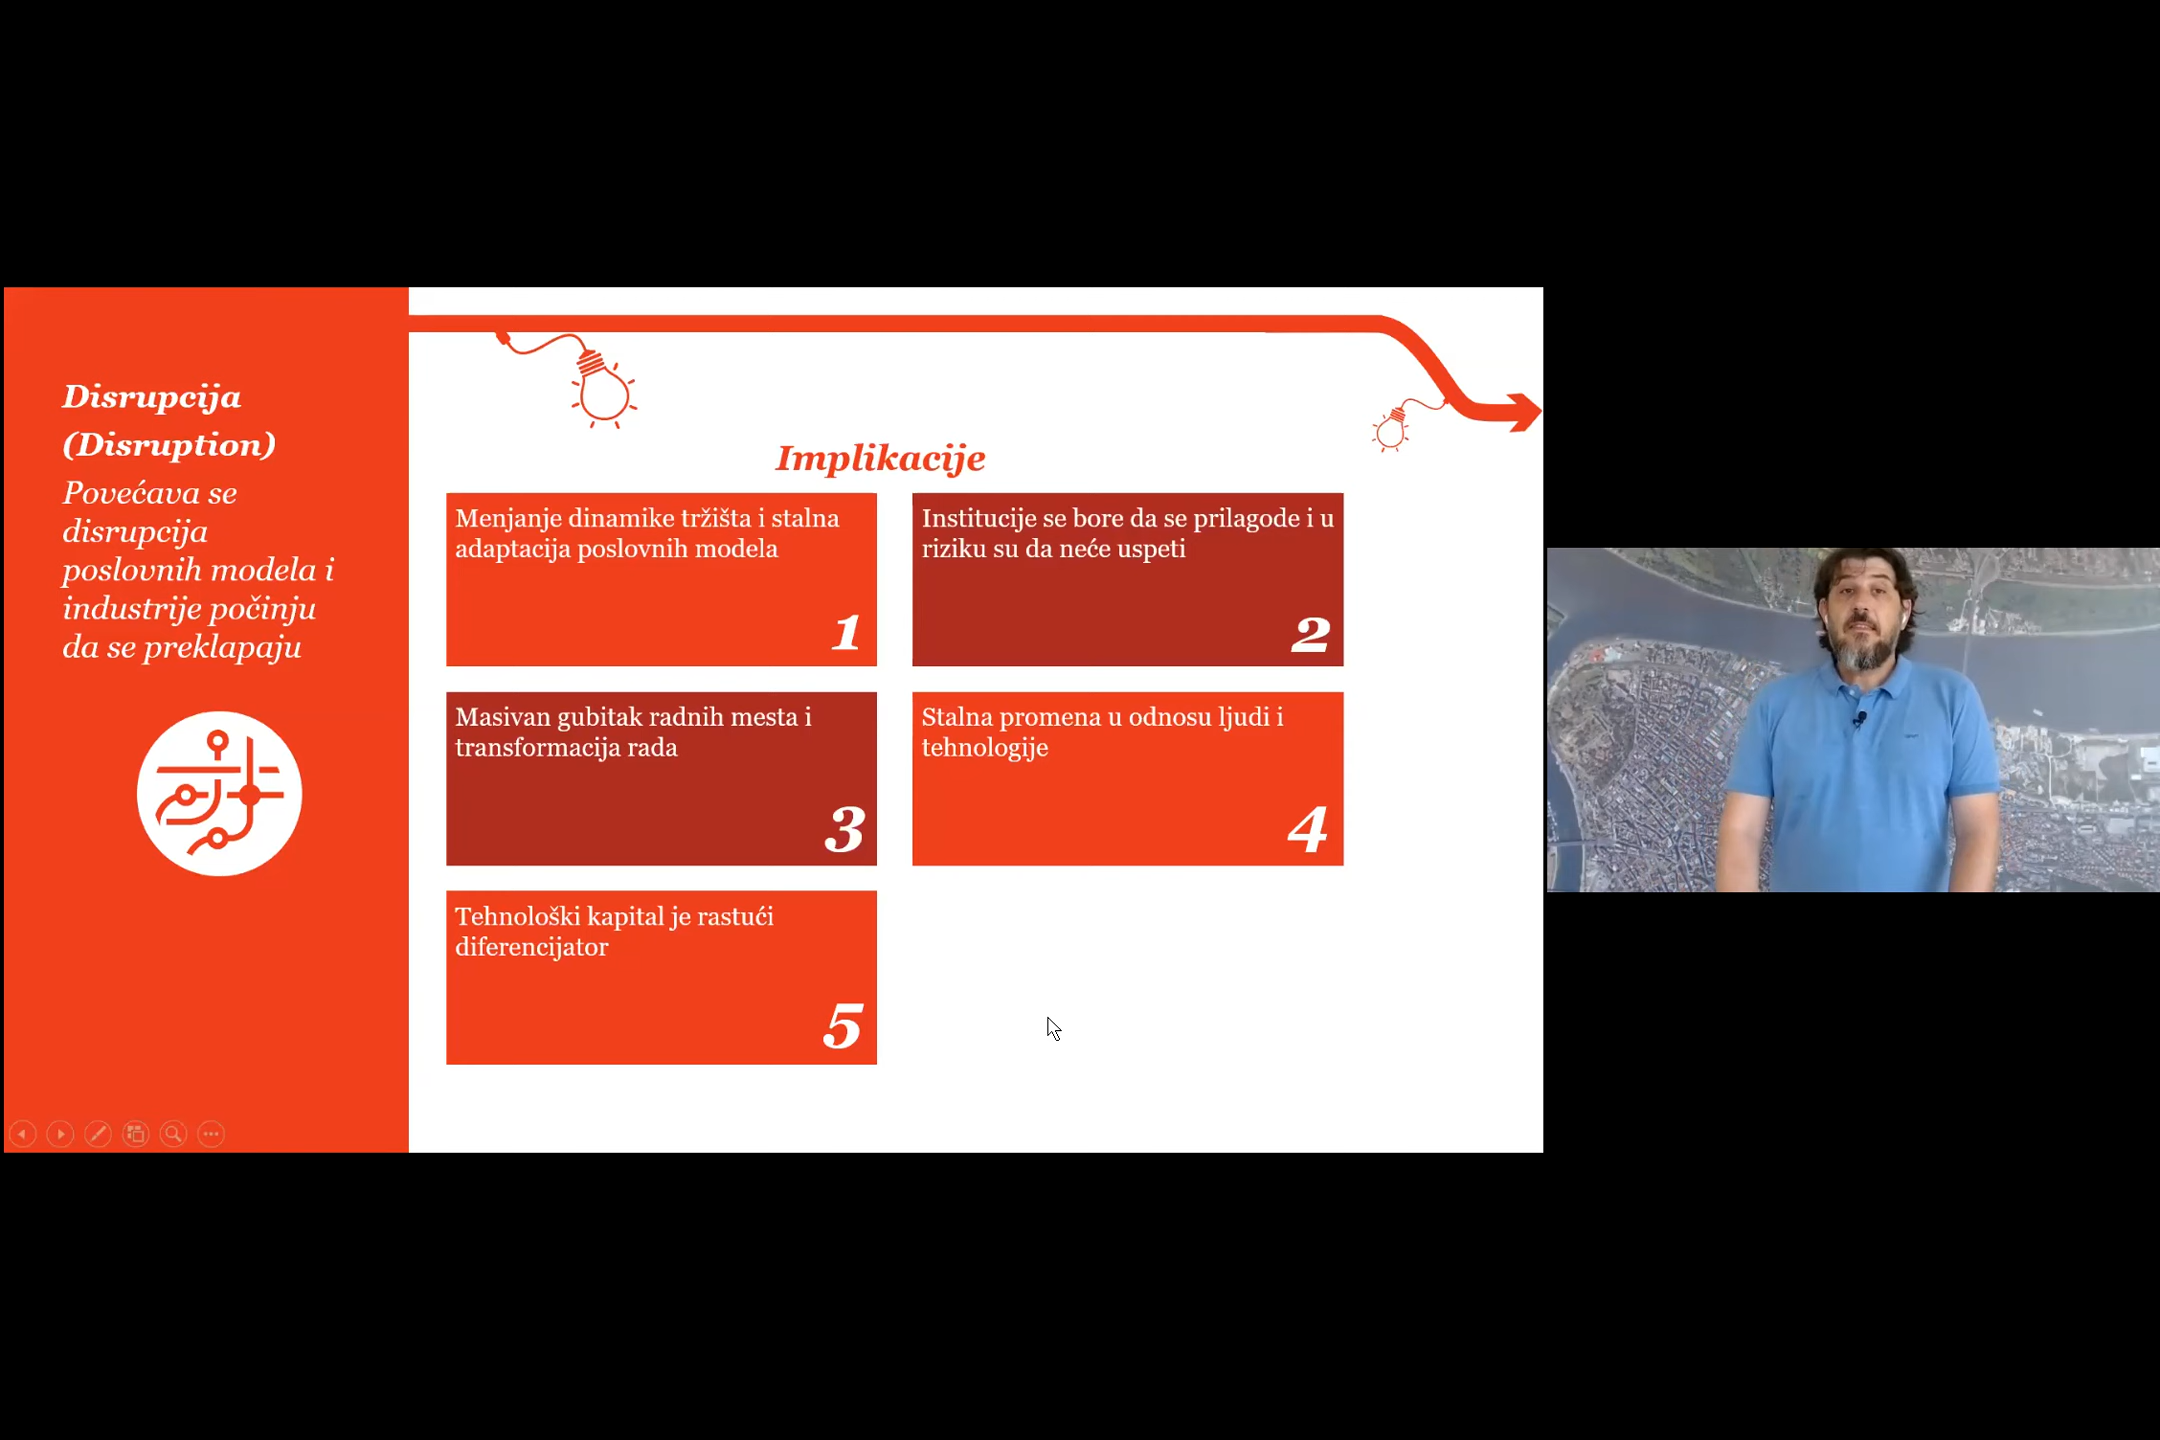 Disrupcija
(Disruption)
Povećava se
disrupcija
poslovnih modela i
industrije počinju
da se preklapaju
Implikacije
Menjanje dinamike tržišta i stalna
adaptacija poslovnih modela
1
Institucije se bore da se prilagode i u
riziku su da neće uspeti
2
Masivan gubitak radnih mesta i
transformacija rada
3
Stalna promena u odnosu ljudi i
tehnologije
4
Tehnološki kapital je rastući
diferencijator
5